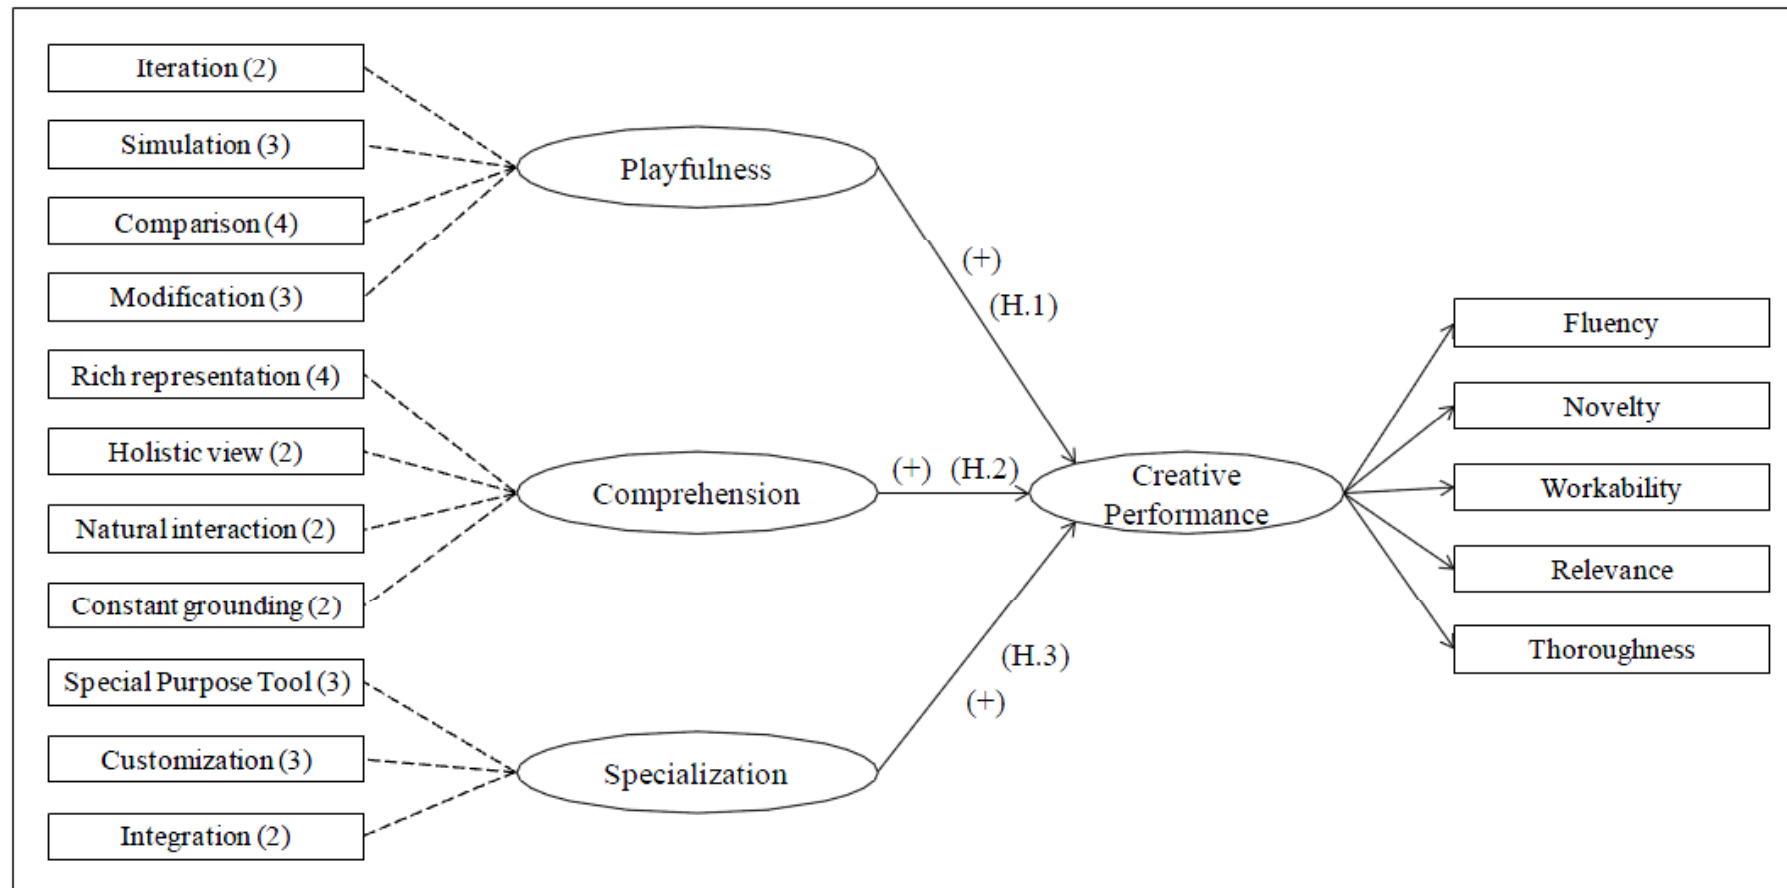 Iteration (2)
Simulation (3)
Comparison (4)
Modification (3)
Rich representation (4)
Holistic view (2)
Natural interaction (2)
Constant grounding (2)
Special Purpose Tool (3)
Customization (3)
Integration (2)
Playfulness
Comprehension
Specialization
(+)
(H.1)
(+) (H.2)
(H.3)
(+)
Creative
Performance
Fluency
Novelty
Workability
Relevance
Thoroughness